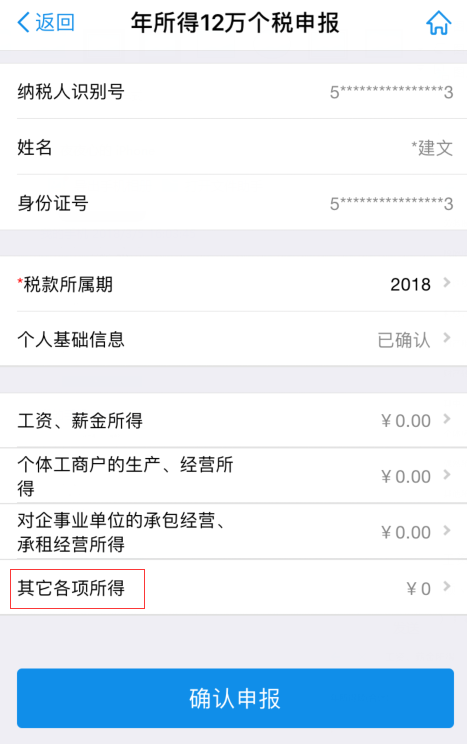 返回 年所得12万个税申报
纳税人识别号 5****************3
姓名 *建文
身份证号 5****************3
*税款所属期 2018
个人基础信息 已确认
工资、薪金所得 ￥0.00
个体工商户的生产、经营所
得 ￥0.00
对企事业单位的承包经营、
承租经营所得 ￥0.00
其它各项所得 ￥0
确认申报